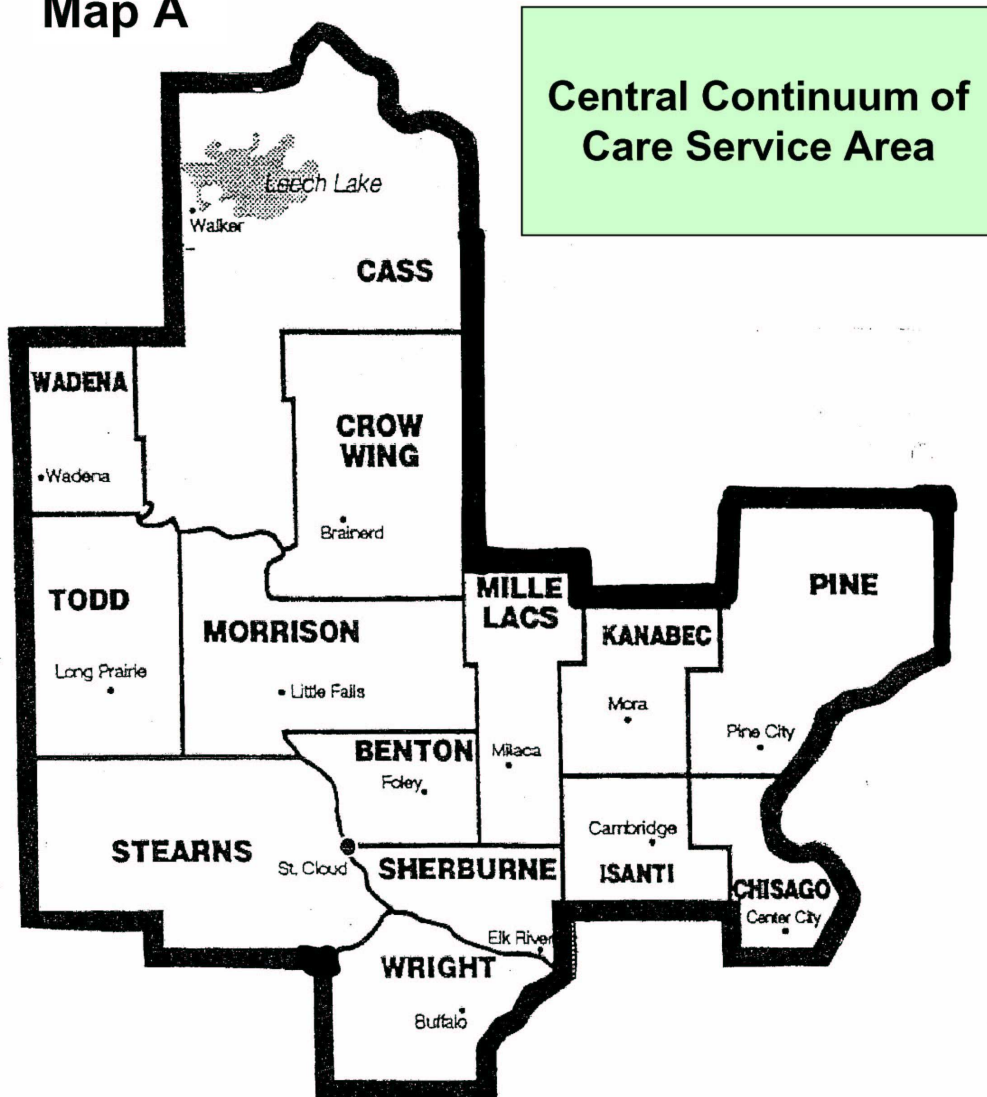 Map A
Central Continuum of
Care Service Area
Leech Lake
Walker
CASS
WADENA
CROW
WING
Wadena
Brainerd
TODD
MORRISON
MILLE
LACS
KANABEC
PINE
Long Prairie
Little Falls
Mora
Pine City
BENTON
Milaca
Foley
STEARNS
St. Cloud
SHERBURNE
Cambridge
ISANTI
CHISAGO
Center City
Elk River
WRIGHT
Buffalo